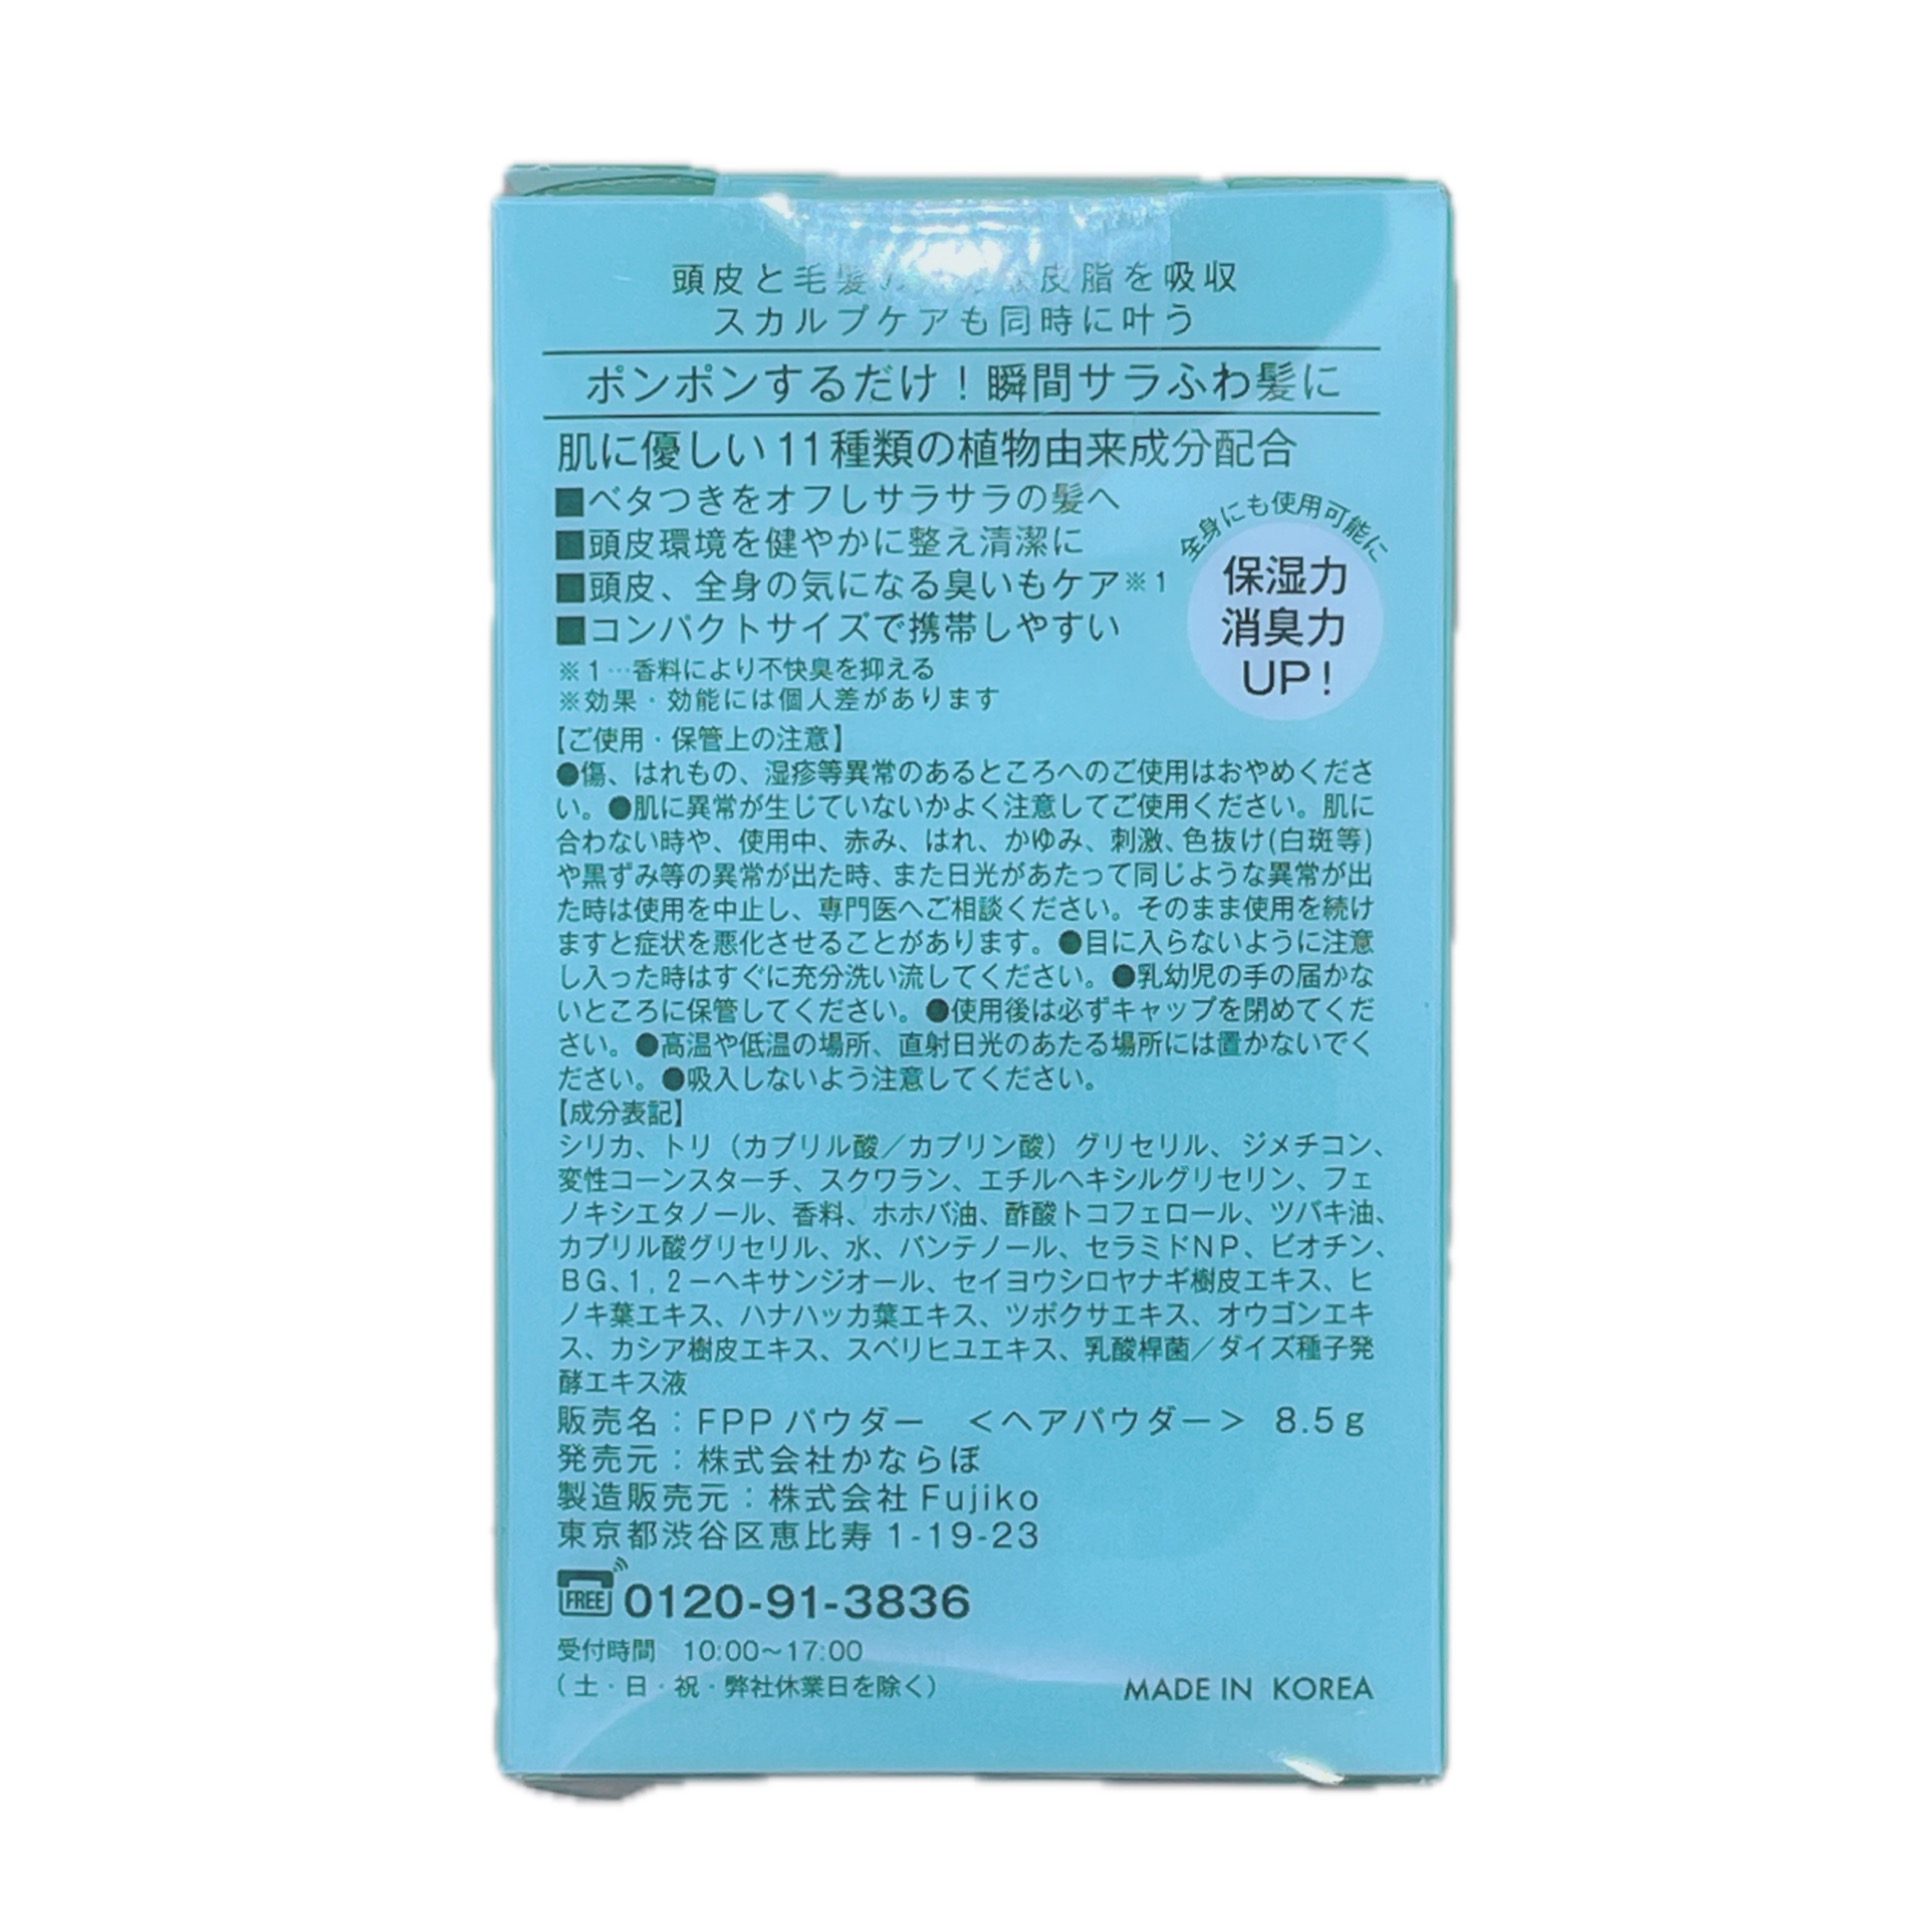 頭皮と毛髪の 皮脂を吸収
スカルプケアも同時に叶う
ポンポンするだけ！瞬間サラふわ髪に
肌に優しい11種類の植物由来成分配合
■ベタつきをオフしサラサラの髪へ
■頭皮環境を健やかに整え清潔に
■頭皮、全身の気になる臭いもケア※1
■コンパクトサイズで携帯しやすい
全身にも使用可能に
保湿力
消臭力
UP！
※1…香料により不快臭を抑える
※効果・効能には個人差があります
【ご使用・保管上の注意】
●傷、はれもの、湿疹等異常のあるところへのご使用はおやめくださ
い。●肌に異常が生じていないかよく注意してご使用ください。肌に
合わない時や、使用中、赤み、はれ、かゆみ、刺激、色抜け(白斑等)
や黒ずみ等の異常が出た時、また日光があたって同じような異常が出
た時は使用を中止し、専門医へご相談ください。そのまま使用を続け
ますと症状を悪化させることがあります。●目に入らないように注意
し入った時はすぐに充分洗い流してください。●乳幼児の手の届かな
いところに保管してください。●使用後は必ずキャップを閉めてくだ
さい。●高温や低温の場所、直射日光のあたる場所には置かないでく
ださい。●吸入しないよう注意してください。
【成分表記】
シリカ、トリ（カプリル酸／カプリン酸）グリセリル、ジメチコン、
変性コーンスターチ、スクワラン、エチルヘキシルグリセリン、フェ
ノキシエタノール、香料、ホホバ油、酢酸トコフェロール、ツバキ油、
カプリル酸グリセリル、水、パンテノール、セラミドNP、ビオチン、
BG、1,2－ヘキサンジオール、セイヨウシロヤナギ樹皮エキス、ヒ
ノキ葉エキス、ハナハッカ葉エキス、ツボクサエキス、オウゴンエキ
ス、カシア樹皮エキス、スベリヒユエキス、乳酸桿菌／ダイズ種子発
酵エキス液
販売名：FPPパウダー ＜ヘアパウダー＞ 8.5g
発売元：株式会社かならぼ
製造販売元：株式会社Fujiko
東京都渋谷区恵比寿1-19-23
FREE 0120-91-3836
受付時間 10:00～17:00
（土・日・祝・弊社休業日を除く）
MADE IN KOREA